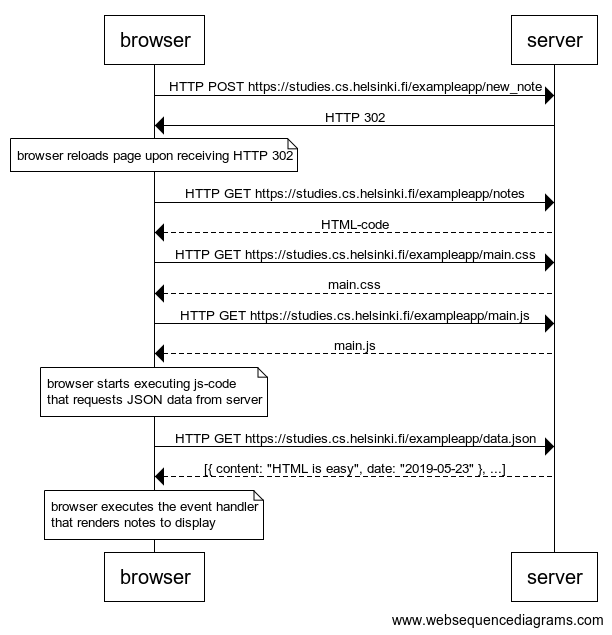 browser
server
HTTP POST https://studies.cs.helsinki.fi/exampleapp/new_note
HTTP 302
browser reloads page upon receiving HTTP 302
HTTP GET https://studies.cs.helsinki.fi/exampleapp/notes
HTML-code
HTTP GET https://studies.cs.helsinki.fi/exampleapp/main.css
main.css
HTTP GET https://studies.cs.helsinki.fi/exampleapp/main.js
main.js
browser starts executing js-code
that requests JSON data from server
HTTP GET https://studies.cs.helsinki.fi/exampleapp/data.json
[{ content: "HTML is easy", date: "2019-05-23" }, ...]
browser executes the event handler
that renders notes to display
browser
server
www.websequencediagrams.com